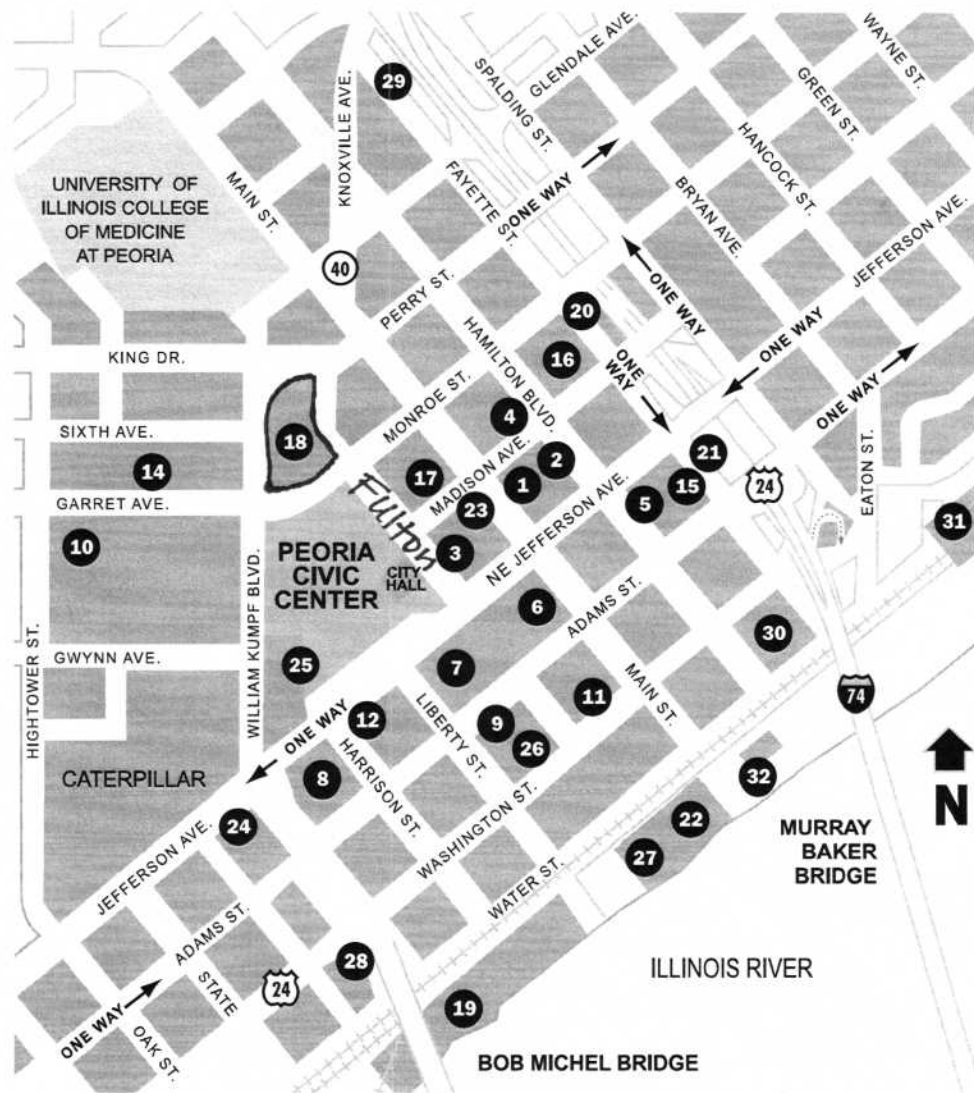 29
KNOXVILLE AVE.
SPALDING ST.
GLENDALE AVE.
WAYNE ST.
GREEN ST.
HANCOCK ST.
UNIVERSITY OF
ILLINOIS COLLEGE
OF MEDICINE
AT PEORIA
MAIN ST.
FAYETTE ST.
ONE WAY
BRYAN AVE.
JEFFERSON AVE.
40
PERRY ST.
HAMILTON BLVD.
20
ONE WAY
ONE WAY
KING DR.
16
ONE WAY
ONE WAY
MONROE ST.
4
SIXTH AVE.
18
14
17
MADISON AVE.
2
1
21
15
5
24
EATON ST.
GARRET AVE.
Fulton
23
NE JEFFERSON AVE.
31
10
3
PEORIA
CIVIC
CENTER
CITY
HALL
WILLIAM KUMPF BLVD.
6
ADAMS ST.
30
HIGHTOWER ST.
GWYNN AVE.
25
7
11
MAIN ST.
74
ONE WAY
12
LIBERTY ST.
9
26
CATERPILLAR
8
HARRISON ST.
WASHINGTON ST.
32
N
24
22
27
MURRAY
BAKER
BRIDGE
JEFFERSON AVE.
WATER ST.
ADAMS ST.
28
ILLINOIS RIVER
STATE
24
19
ONE WAY
OAK ST.
BOB MICHEL BRIDGE